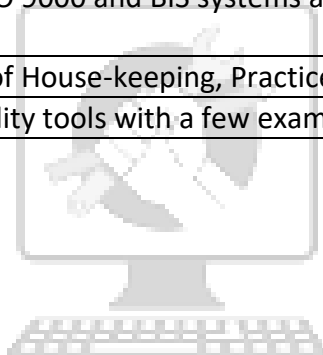 9000 and BIS systems a
of House-keeping, Practice
lity tools with a few exam